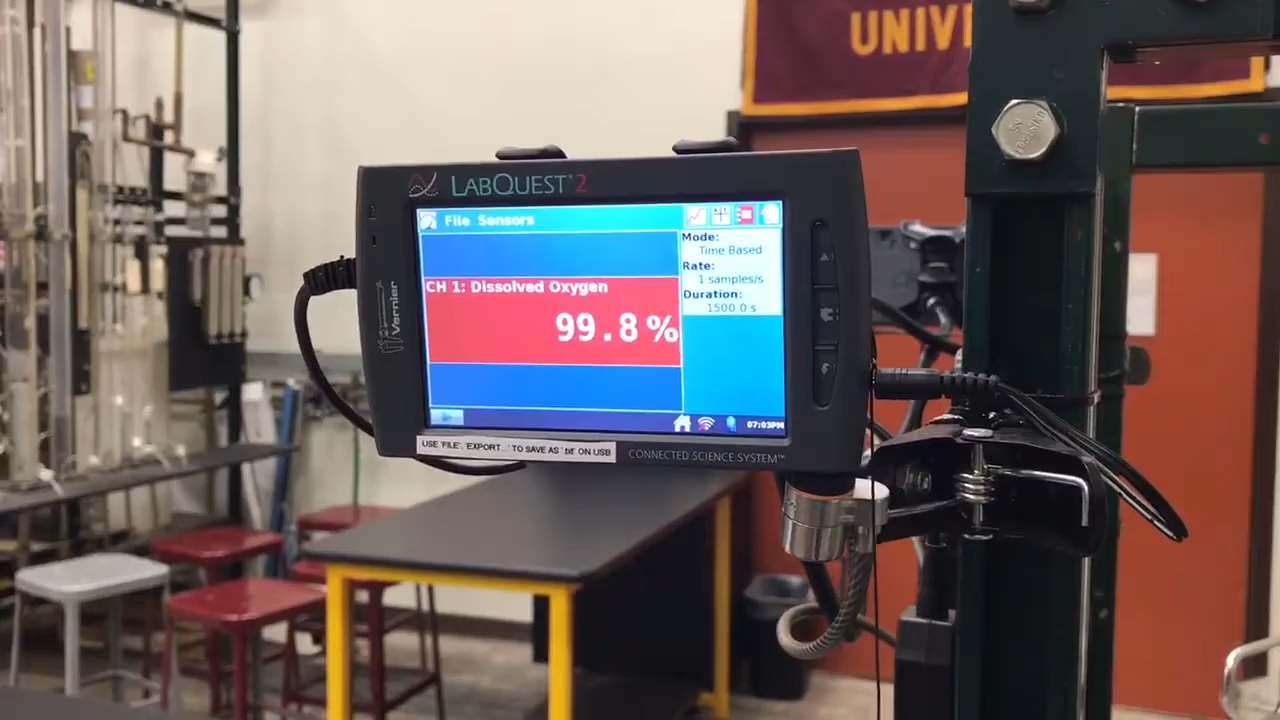 UNIV
LABQUEST® 2
File Sensors
Mode:
Time Based
Rate:
1 samples/s
Duration:
1500.0 s
CH 1: Dissolved Oxygen
99.8 %
07:03PM
Vernier
USE 'FILE', 'EXPORT...' TO SAVE AS '.txt' ON USB
CONNECTED SCIENCE SYSTEM™